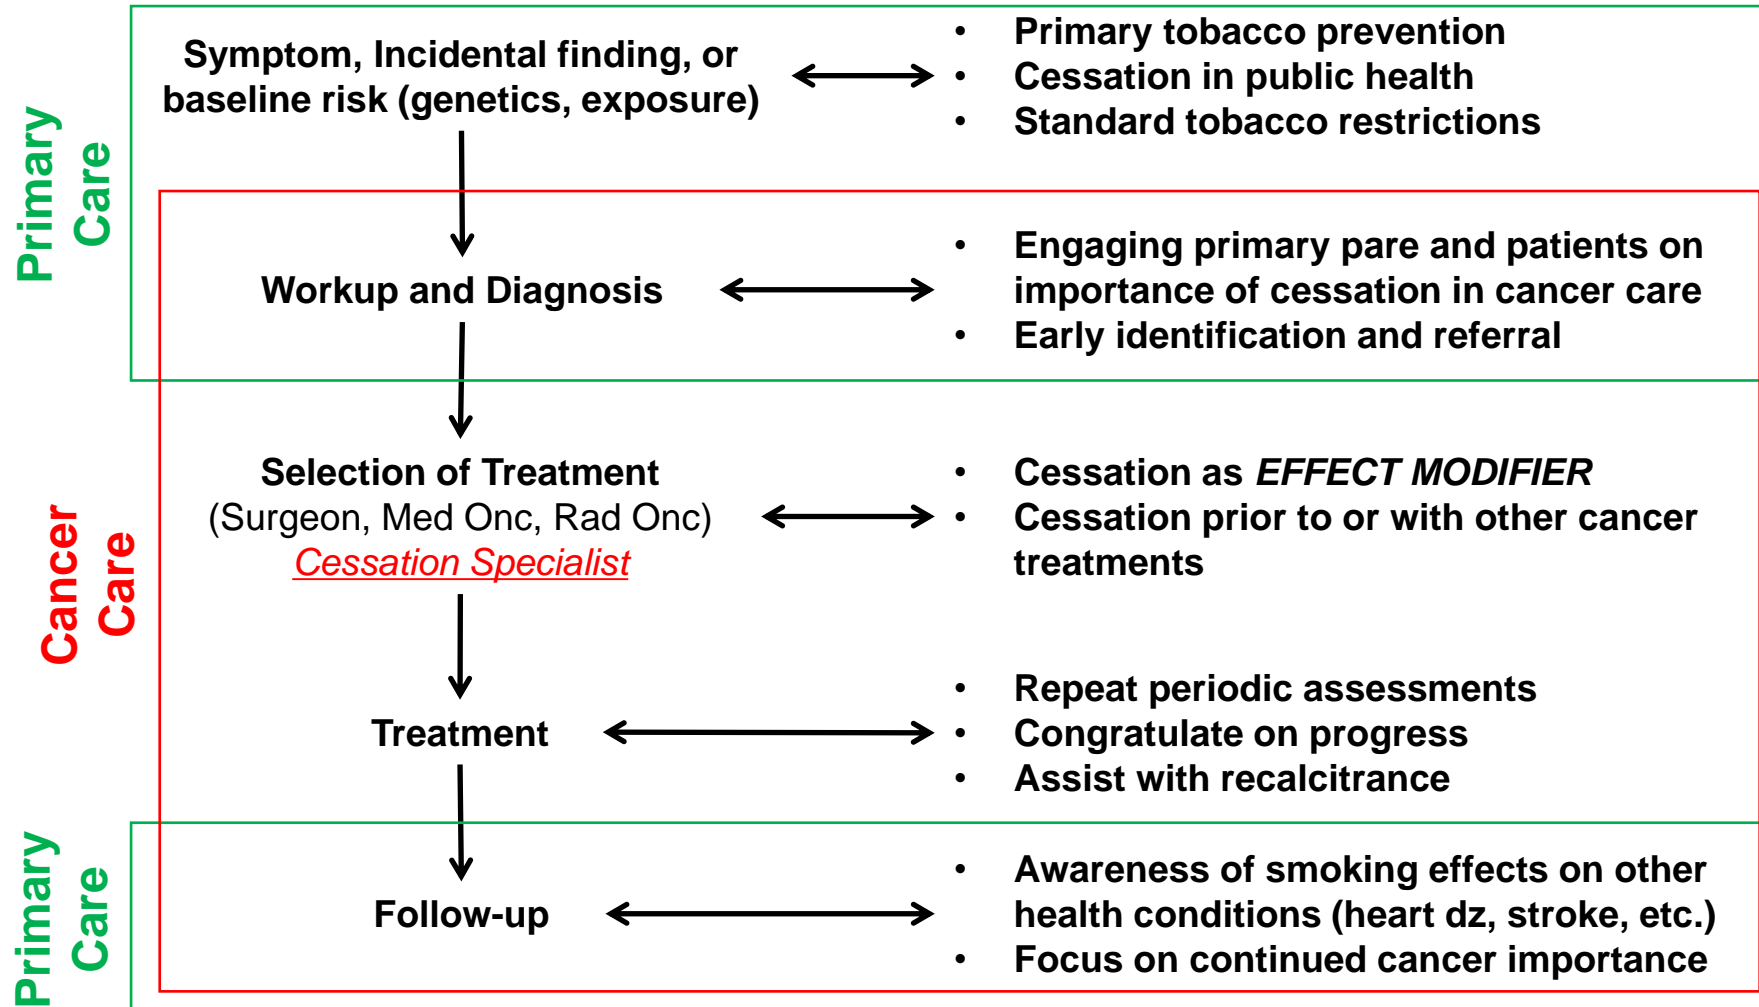 Primary
Care
Symptom, Incidental finding, or
baseline risk (genetics, exposure)
• Primary tobacco prevention
• Cessation in public health
• Standard tobacco restrictions
Workup and Diagnosis
• Engaging primary pare and patients on
importance of cessation in cancer care
• Early identification and referral
Cancer
Care
Selection of Treatment
(Surgeon, Med Onc, Rad Onc)
Cessation Specialist
• Cessation as EFFECT MODIFIER
• Cessation prior to or with other cancer
treatments
Treatment
• Repeat periodic assessments
• Congratulate on progress
• Assist with recalcitrance
Primary
Care
Follow-up
• Awareness of smoking effects on other
health conditions (heart dz, stroke, etc.)
• Focus on continued cancer importance